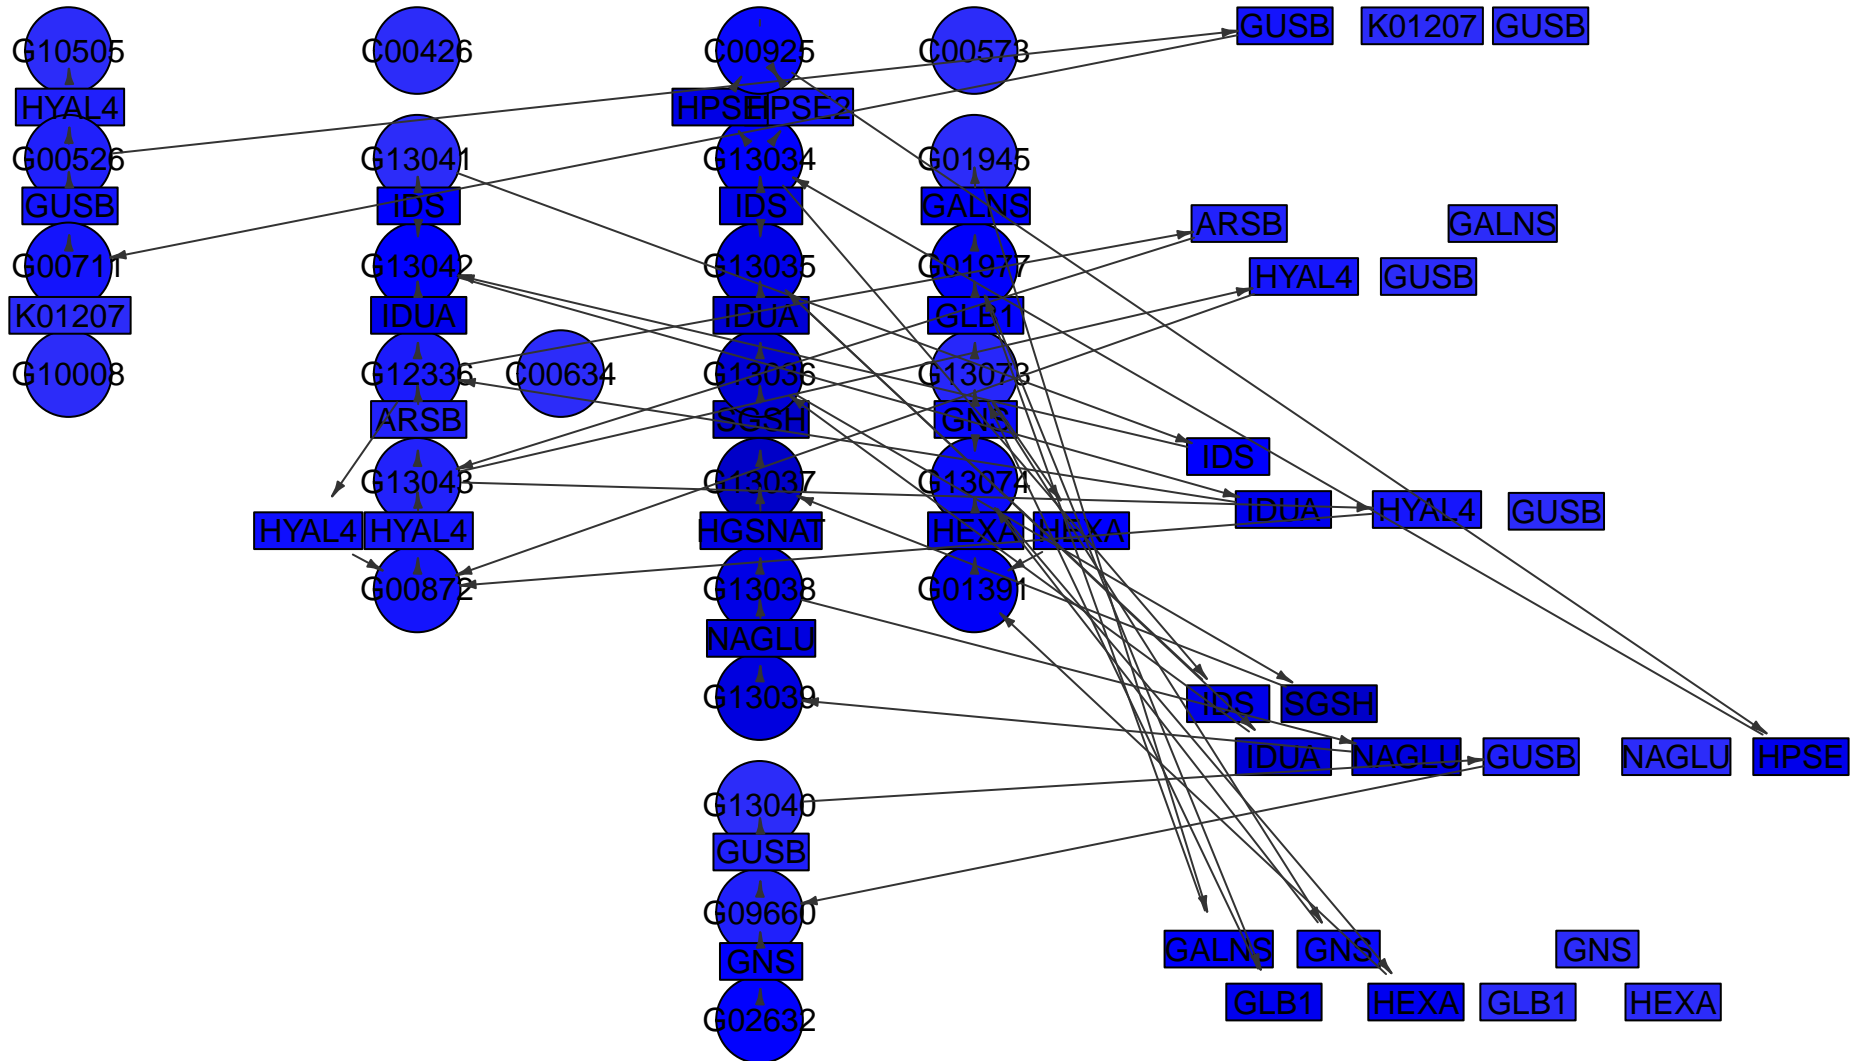 G10505 C00426 C00925 C00573 GUSB K01207 GUSB
HYAL4 HPSE HPSE2
G00526 G13041 G13034 G01945
GUSB IDS IDS GALNS ARSB GALNS
G00711 G13042 G13035 G01977 HYAL4 GUSB
K01207 IDUA IDUA GLB1
G10008 G12336 C00634 G13036 G13073
ARSB SGSH GNS
IDS
G13043 G13037 G13074
IDUA HYAL4 GUSB
HYAL4 HYAL4 HGSNAT HEXA HEXA
G00872 G13038 G01391
NAGLU
G13039 IDS SGSH
IDUA NAGLU GUSB NAGLU HPSE
G13040
GUSB
G09660
GNS GALNS GNS GNS
GLB1 HEXA GLB1 HEXA
G02632